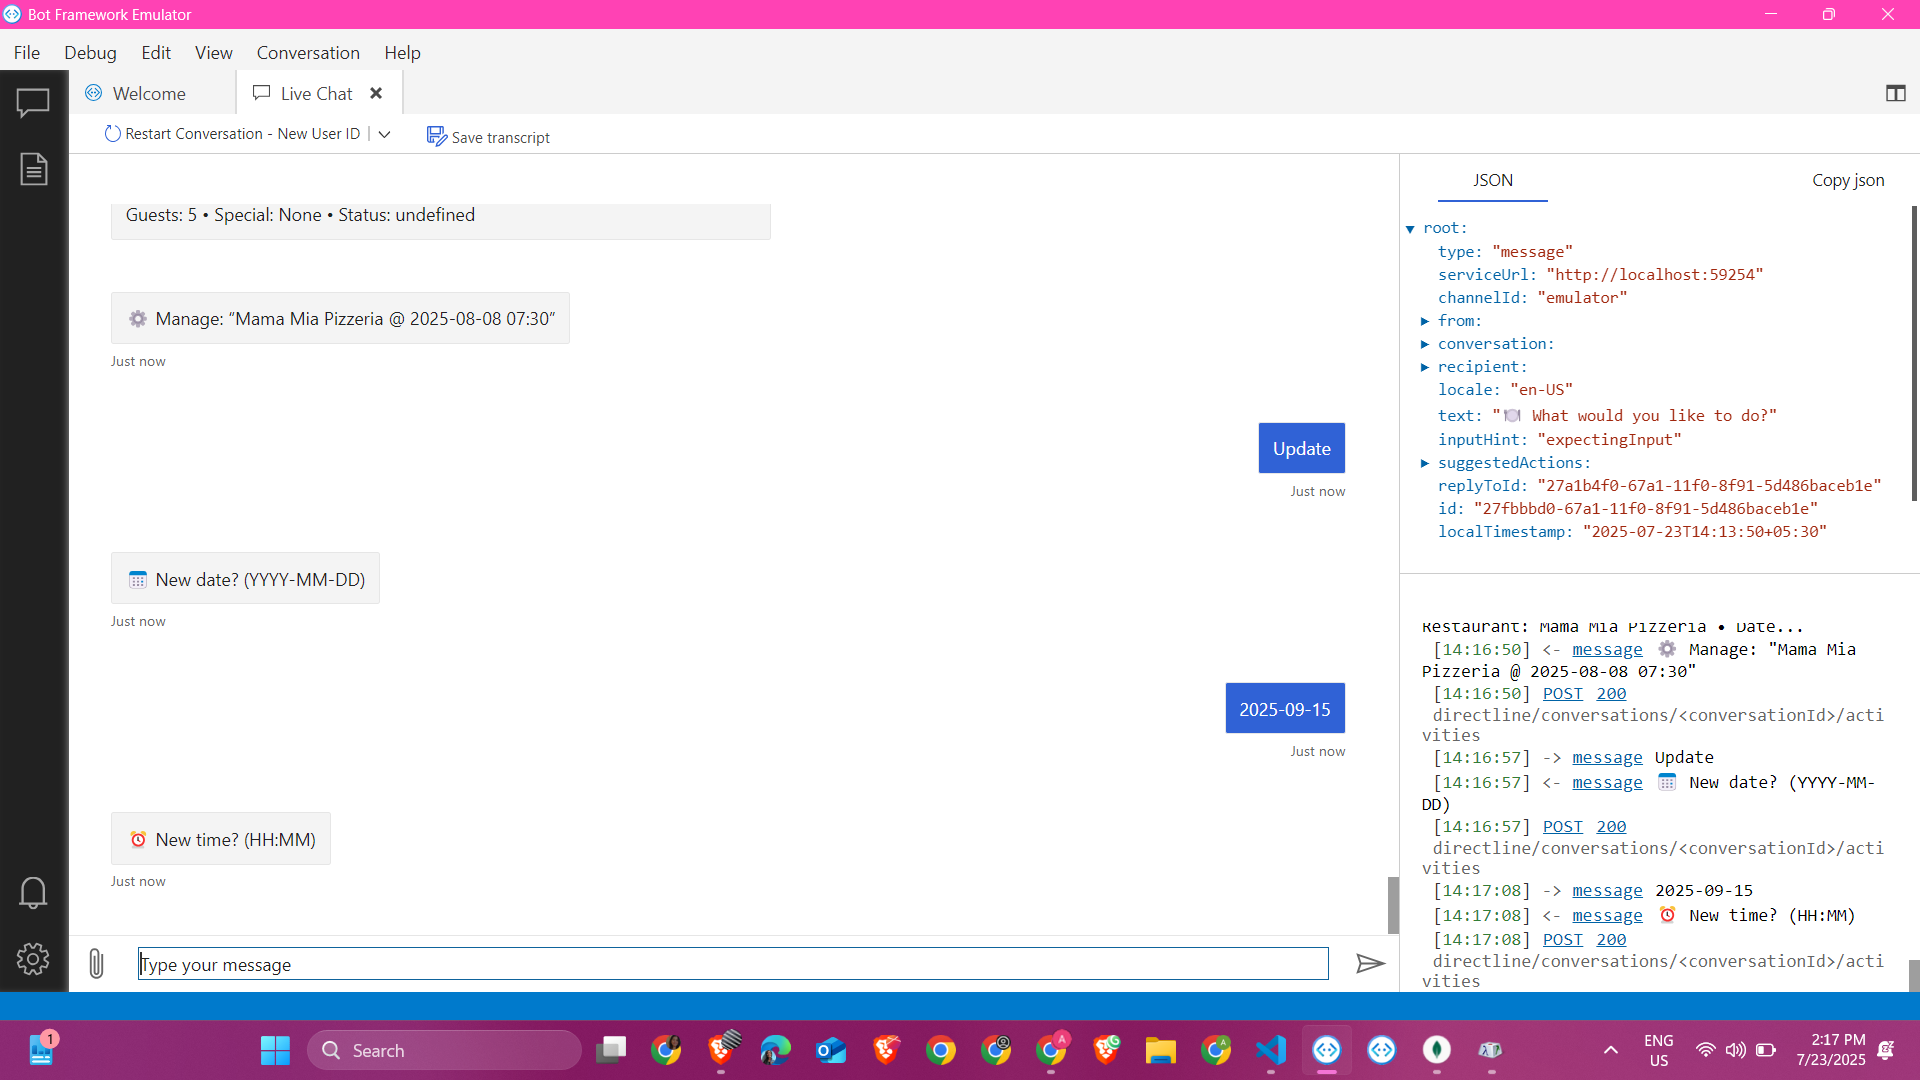 Bot Framework Emulator
File Debug Edit View Conversation Help
Welcome
Live Chat
Restart Conversation - New User ID
Save transcript
Guests: 5 • Special: None • Status: undefined
⚙️ Manage: “Mama Mia Pizzeria @ 2025-08-08 07:30”
Just now
Update
Just now
📅 New date? (YYYY-MM-DD)
Just now
2025-09-15
Just now
⏰ New time? (HH:MM)
Just now
Type your message
JSON
Copy json
root:
type: "message"
serviceUrl: "http://localhost:59254"
channelId: "emulator"
from:
conversation:
recipient:
locale: "en-US"
text: "🍽️ What would you like to do?"
inputHint: "expectingInput"
suggestedActions:
replyToId: "27a1b4f0-67a1-11f0-8f91-5d486baceb1e"
id: "27fbbbd0-67a1-11f0-8f91-5d486baceb1e"
localTimestamp: "2025-07-23T14:13:50+05:30"
Restaurant: Mama Mia Pizzeria • Date...
[14:16:50] <- message ⚙️ Manage: "Mama Mia
Pizzeria @ 2025-08-08 07:30"
[14:16:50] POST 200
directline/conversations/<conversationId>/acti
vities
[14:16:57] -> message Update
[14:16:57] <- message 📅 New date? (YYYY-MM-
DD)
[14:16:57] POST 200
directline/conversations/<conversationId>/acti
vities
[14:17:08] -> message 2025-09-15
[14:17:08] <- message ⏰ New time? (HH:MM)
[14:17:08] POST 200
directline/conversations/<conversationId>/acti
vities
1
Search
A
G
A
ENG
US
2:17 PM
7/23/2025